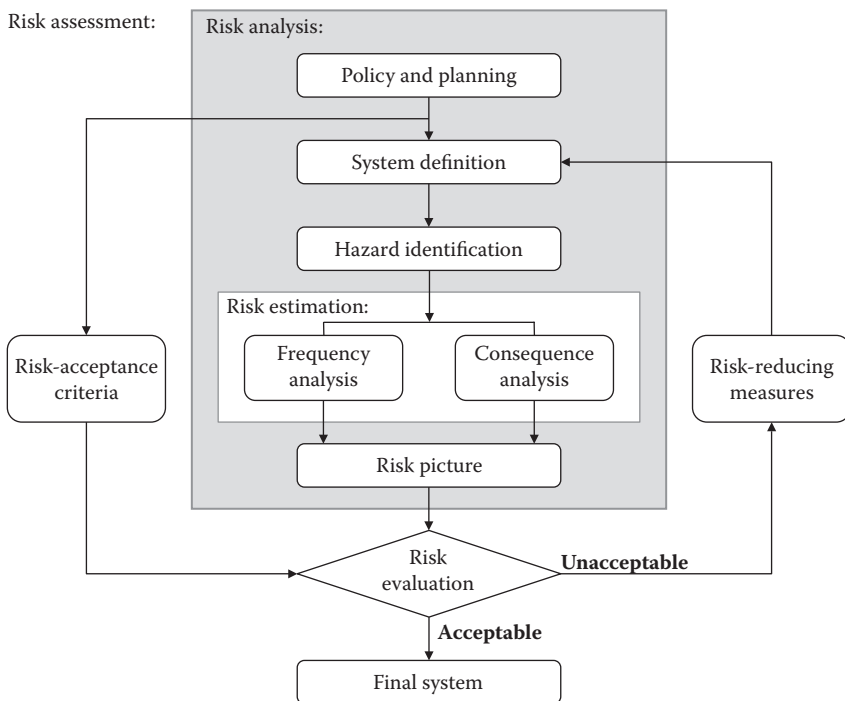 Risk assessment:
Risk analysis:
Policy and planning
System definition
Hazard identification
Risk estimation:
Frequency
analysis
Consequence
analysis
Risk-acceptance
criteria
Risk-reducing
measures
Risk picture
Risk
evaluation
Unacceptable
Acceptable
Final system